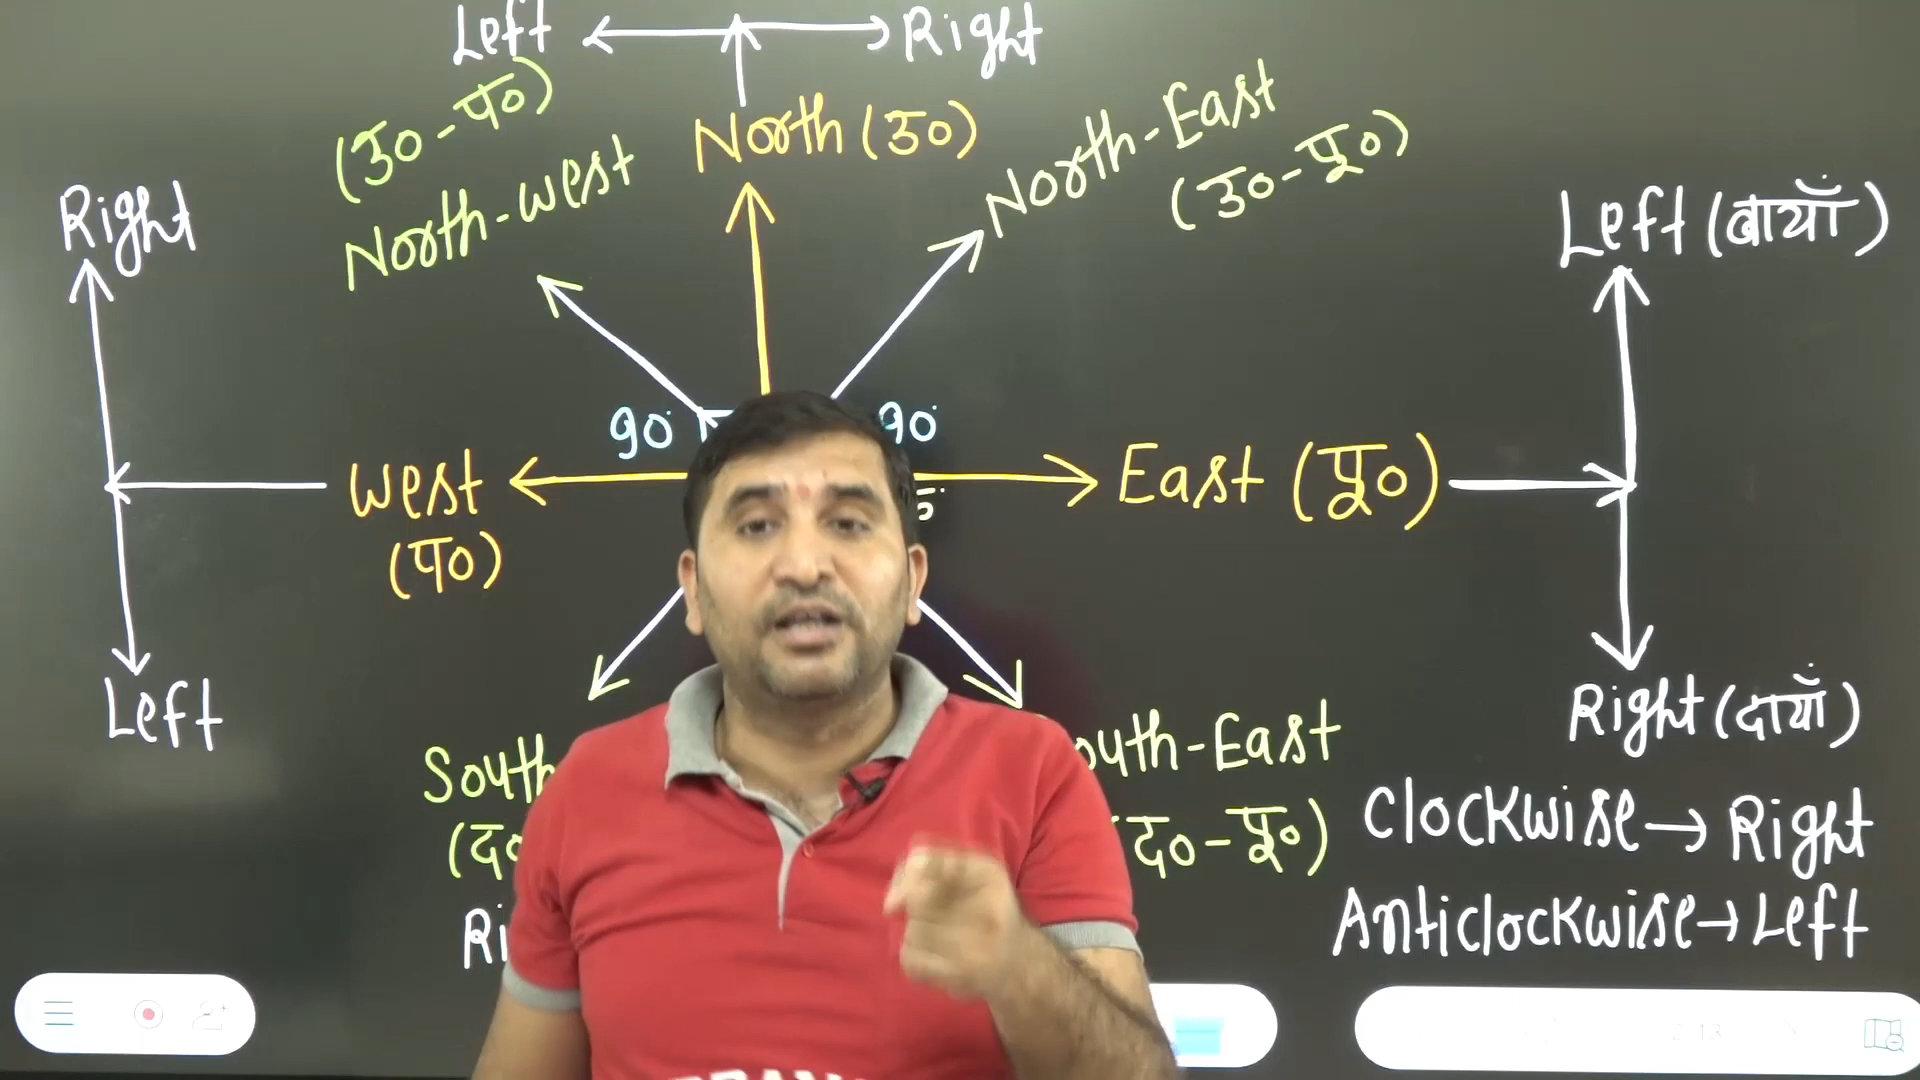 Left Right
(उ०-प०)
North-west
North (उ०)
North-East
(उ०-पू०)
Right
Left (बायाँ)
90° 90°
West
(प०)
East (पू०)
Left
Right (दायाँ)
South
(द०
outh-East
(द०-पू०)
Clockwise → Right
Anticlockwise → Left